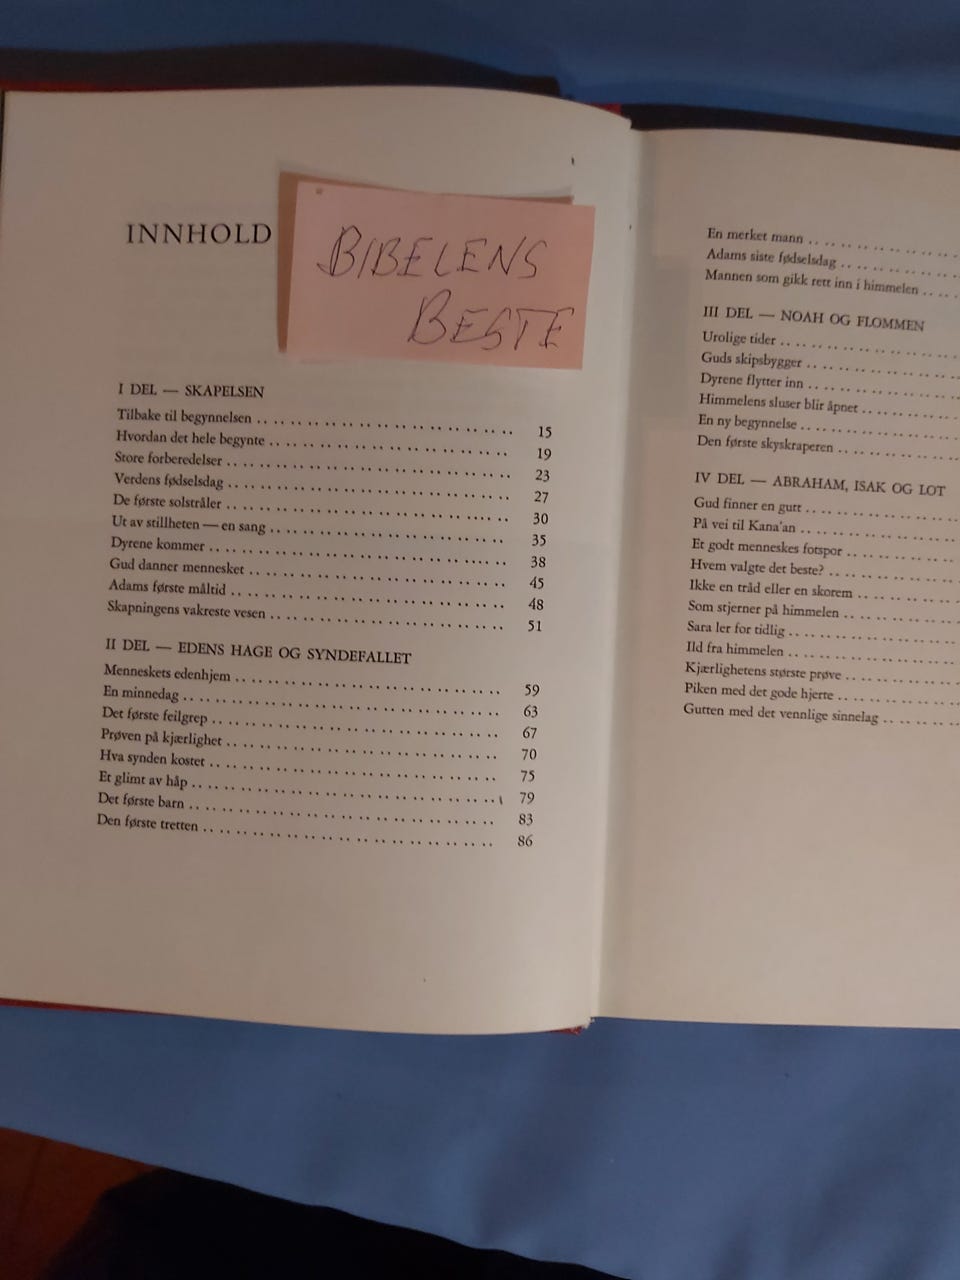 INNHOLD
BIBELENS
BESTE
I DEL — SKAPELSEN
Tilbake til begynnelsen .. .. .. .. .. .. .. .. .. .. .. .. .. .. .. .. 15
Hvordan det hele begynte .. .. .. .. .. .. .. .. .. .. .. .. .. .. .. 19
Store forberedelser .. .. .. .. .. .. .. .. .. .. .. .. .. .. .. .. .. 23
Verdens fødselsdag .. .. .. .. .. .. .. .. .. .. .. .. .. .. .. .. .. 27
De første solstråler .. .. .. .. .. .. .. .. .. .. .. .. .. .. .... .. 30
Ut av stillheten — en sang .. .. .. .. .. .. .. .. .. .. .. .. .. .. 35
Dyrene kommer .. .. .. .. .. .. .. .. .. .. .. .. .. .. .. .... .. 38
Gud danner mennesket .. .. .. .. .. .. .. .. .. .. .. .. .. .. .. .. 45
Adams første måltid .. .. .. .. .. .. .. .. .. .. .. .. .. .. .. .. .. 48
Skapningens vakreste vesen .. .. .. .. .. .. .. .. .. .. .. .. .. .. 51
II DEL — EDENS HAGE OG SYNDEFALLET
Menneskets edenhjem .. .. .. .. .. .. .. .. .. .. .. .. .. .. .. .. 59
En minnedag .. .. .. .. .. .. .. .. .. .. .. .. .. .. .. .. .. .. .. 63
Det første feilgrep .. .. .. .. .. .. .. .. .. .. .. .. .. .. .. .. .. 67
Prøven på kjærlighet .. .. .. .. .. .. .. .. .. .. .. .. .. .. .. .. 70
Hva synden kostet .. .. .. .. .. .. .. .. .. .. .. .. .. .. .. .. .. 75
Et glimt av håp .. .. .. .. .. .. .. .. .. .. .. .. .. .. .. .. .. .. 79
Det første barn .. .. .. .. .. .. .. .. .. .. .. .. .. .. .. .. .. .. 83
Den første tretten .. .. .. .. .. .. .. .. .. .. .. .. .. .. .. .. .. 86
En merket mann .. .. .. .. .. .. .. .. ..
Adams siste fødselsdag .. .. .. .. .. .. ..
Mannen som gikk rett inn i himmelen .. ..
III DEL — NOAH OG FLOMMEN
Urolige tider .. .. .. .. .. .. .. .. .. .. ..
Guds skipsbygger .. .. .. .. .. .. .. .. ..
Dyrene flytter inn .. .. .. .. .. .. .. .. ..
Himmelens sluser blir åpnet .. .. .. .. .. ..
En ny begynnelse .. .. .. .. .. .. .. .. ..
Den første skyskraperen .. .. .. .. .. .. ..
IV DEL — ABRAHAM, ISAK OG LOT
Gud finner en gutt .. .. .. .. .. .. .. .. ..
På vei til Kana'an .. .. .. .. .. .. .. .. ..
Et godt menneskes fotspor .. .. .. .. .. .. ..
Hvem valgte det beste? .. .. .. .. .. .. .. ..
Ikke en tråd eller en skorem .. .. .. .. .. ..
Som stjerner på himmelen .. .. .. .. .. .. ..
Sara ler for tidlig .. .. .. .. .. .. .. .. .. ..
Ild fra himmelen .. .. .. .. .. .. .. .. .. ..
Kjærlighetens største prøve .. .. .. .. .. .. ..
Piken med det gode hjerte .. .. .. .. .. .. ..
Gutten med det vennlige sinnelag .. .. .. .. ..